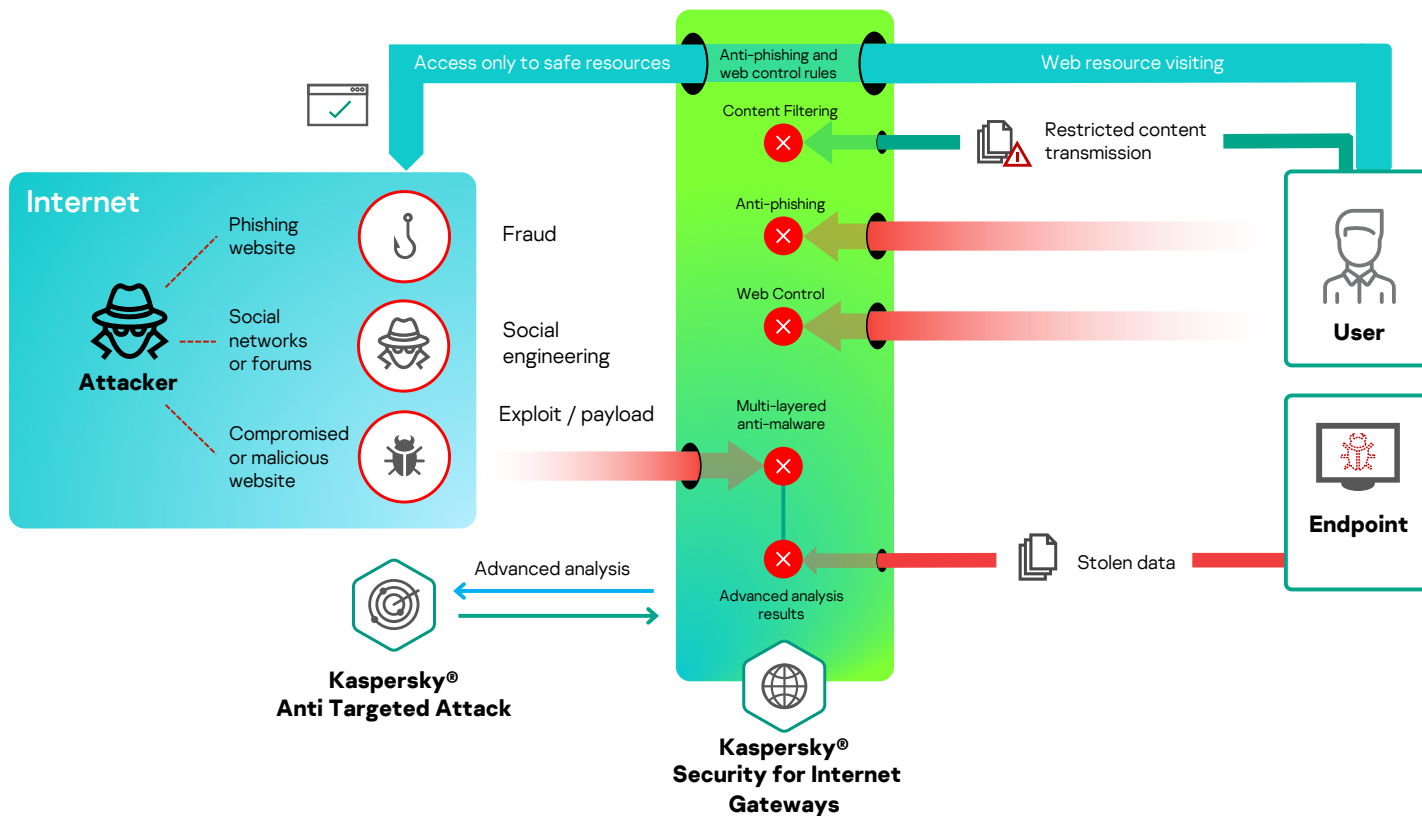 Access only to safe resources
Anti-phishing and
web control rules
Web resource visiting
Content Filtering
Restricted content
transmission
Internet
Phishing
website
Fraud
Anti-phishing
Attacker
Social
networks
or forums
Social
engineering
Web Control
User
Compromised
or malicious
website
Exploit / payload
Multi-layered
anti-malware
Endpoint
Stolen data
Advanced analysis
Advanced analysis
results
Kaspersky®
Anti Targeted Attack
Kaspersky®
Security for Internet
Gateways